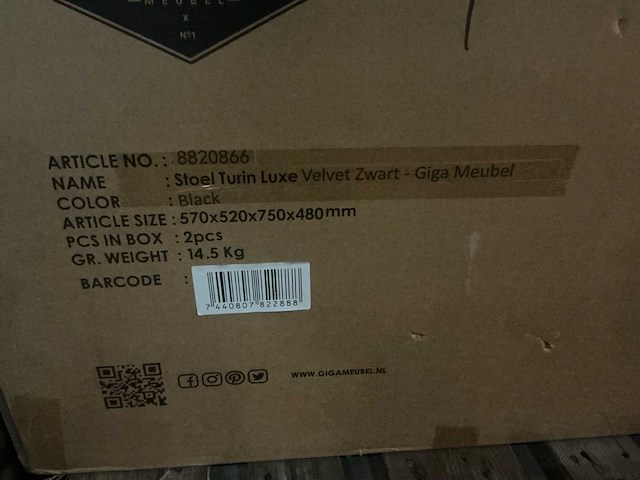 MEUBEL
X
Nº1
ARTICLE NO. : 8820866
NAME : Stoel Turin Luxe Velvet Zwart - Giga Meubel
COLOR : Black
ARTICLE SIZE : 570x520x750x480mm
PCS IN BOX : 2pcs
GR. WEIGHT : 14.5 Kg
BARCODE :
7 440807 822888
WWW.GIGAMEUBEL.NL